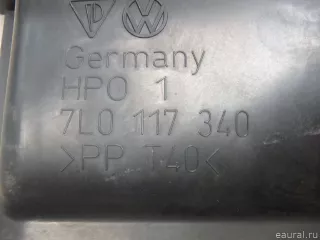 Germany
HPO 1
7L0 117 340
>PP T40<
eaural.ru